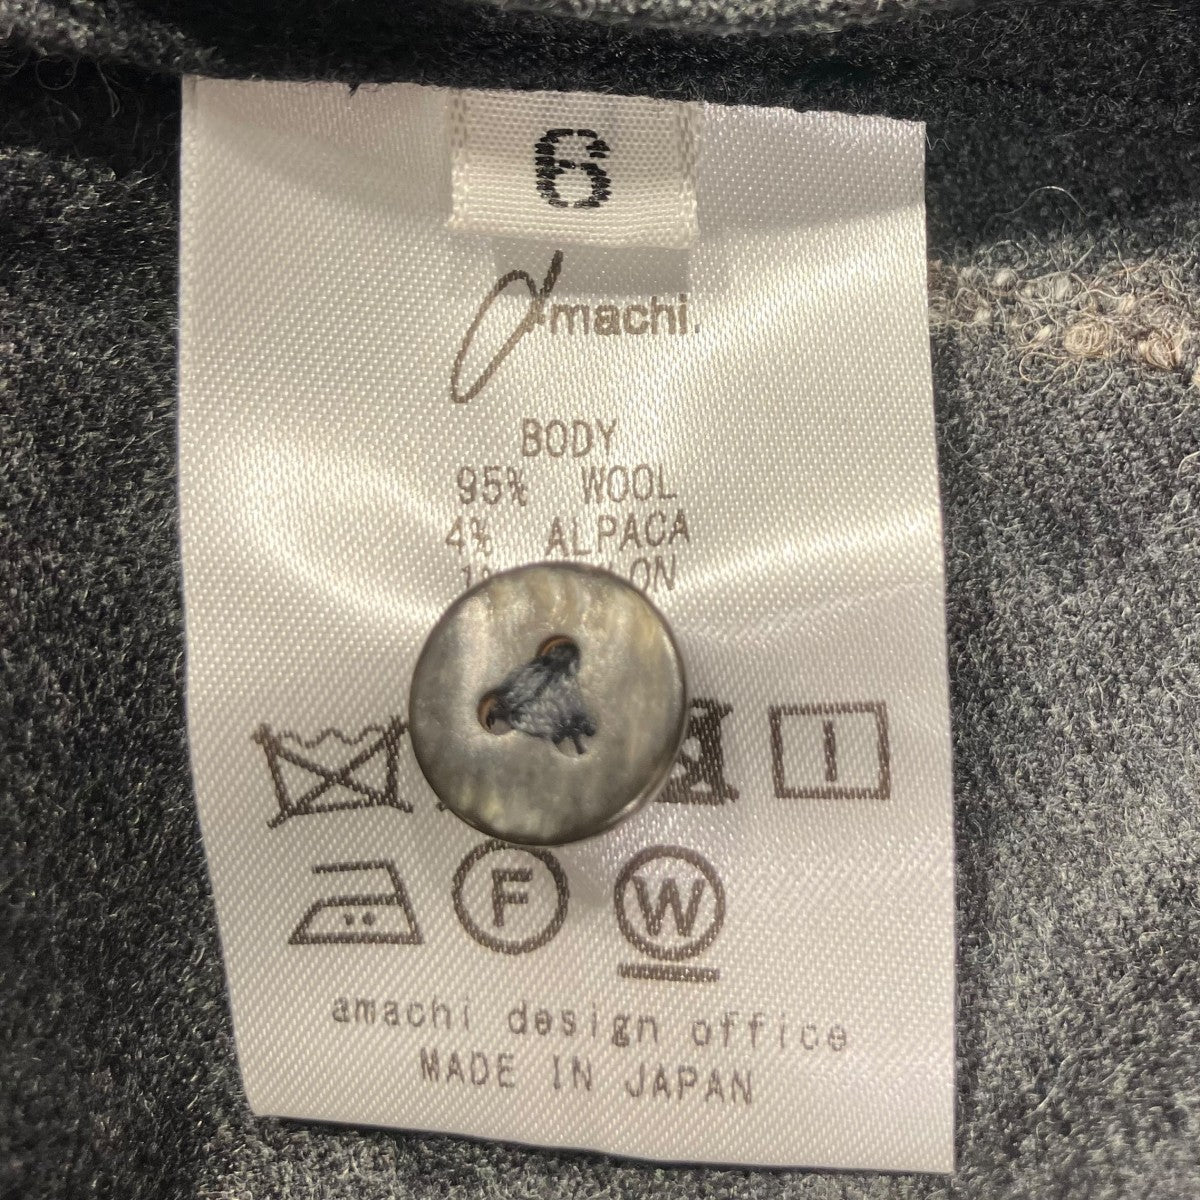 6
amachi.
BODY
95% WOOL
4% ALPACA
F
W
amachi design office
MADE IN JAPAN